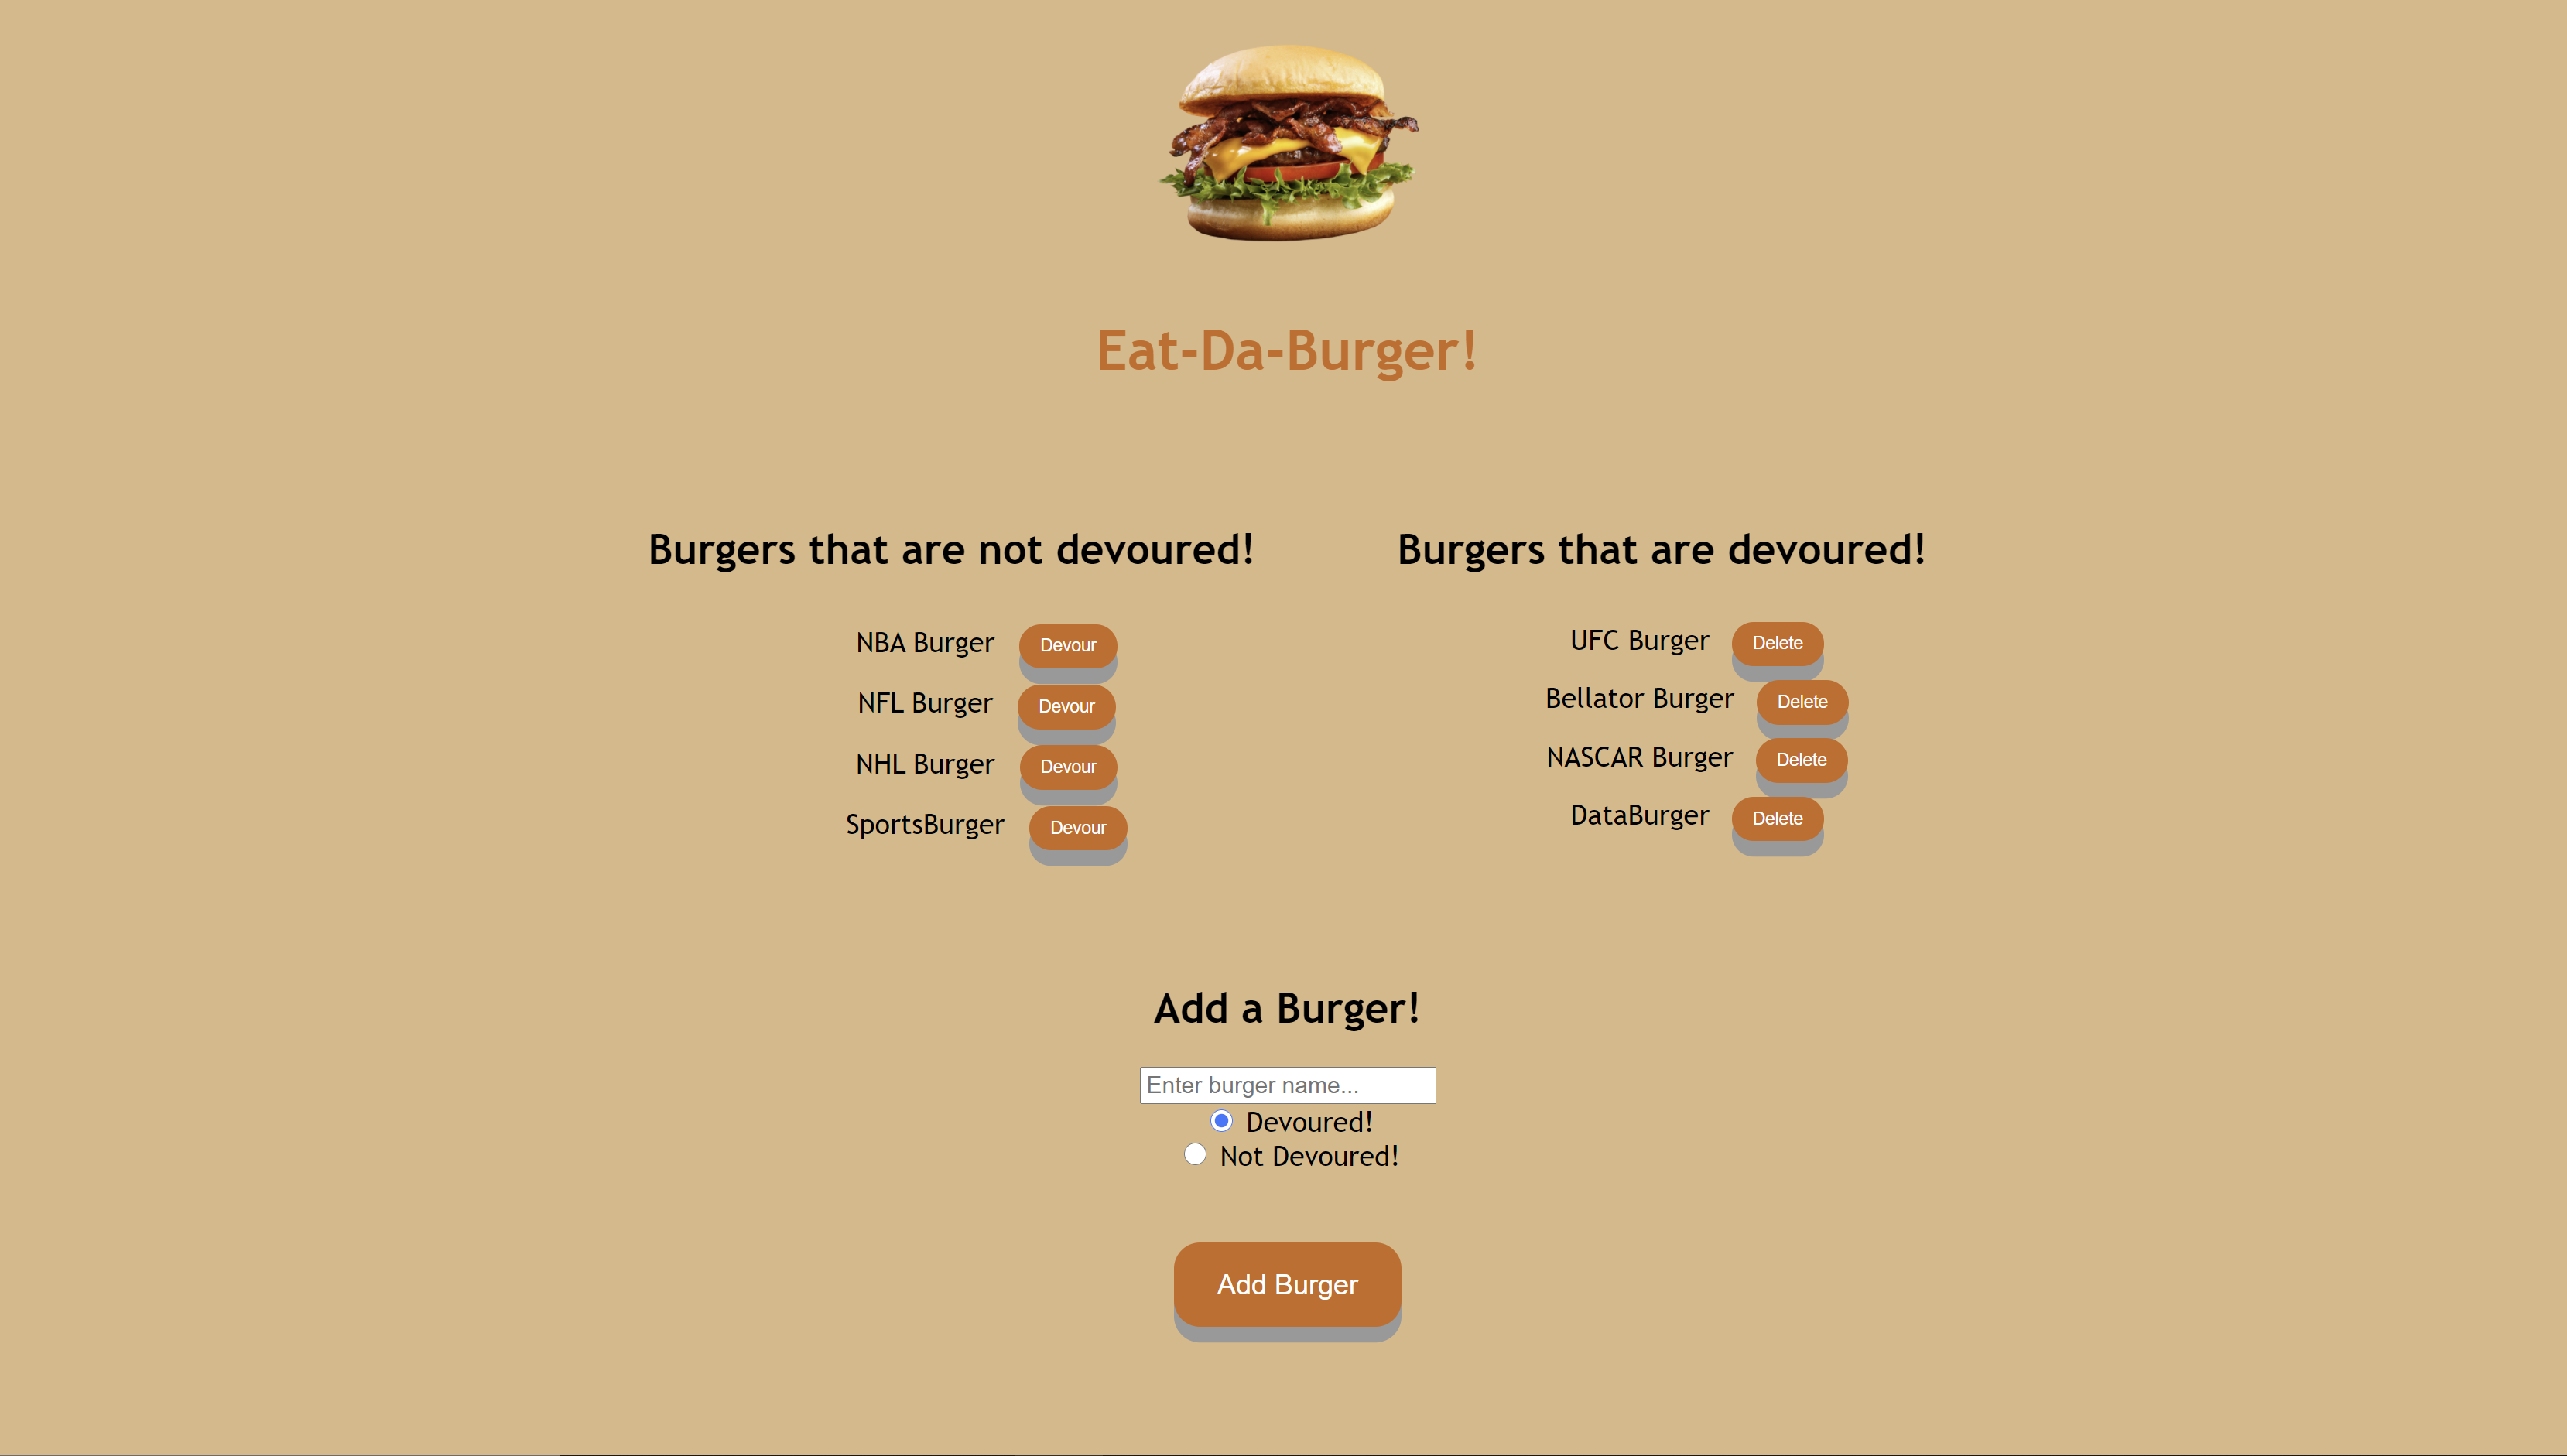 Eat-Da-Burger!
Burgers that are not devoured!
NBA Burger Devour
NFL Burger Devour
NHL Burger Devour
SportsBurger Devour
Burgers that are devoured!
UFC Burger Delete
Bellator Burger Delete
NASCAR Burger Delete
DataBurger Delete
Add a Burger!
Enter burger name...
Devoured!
Not Devoured!
Add Burger